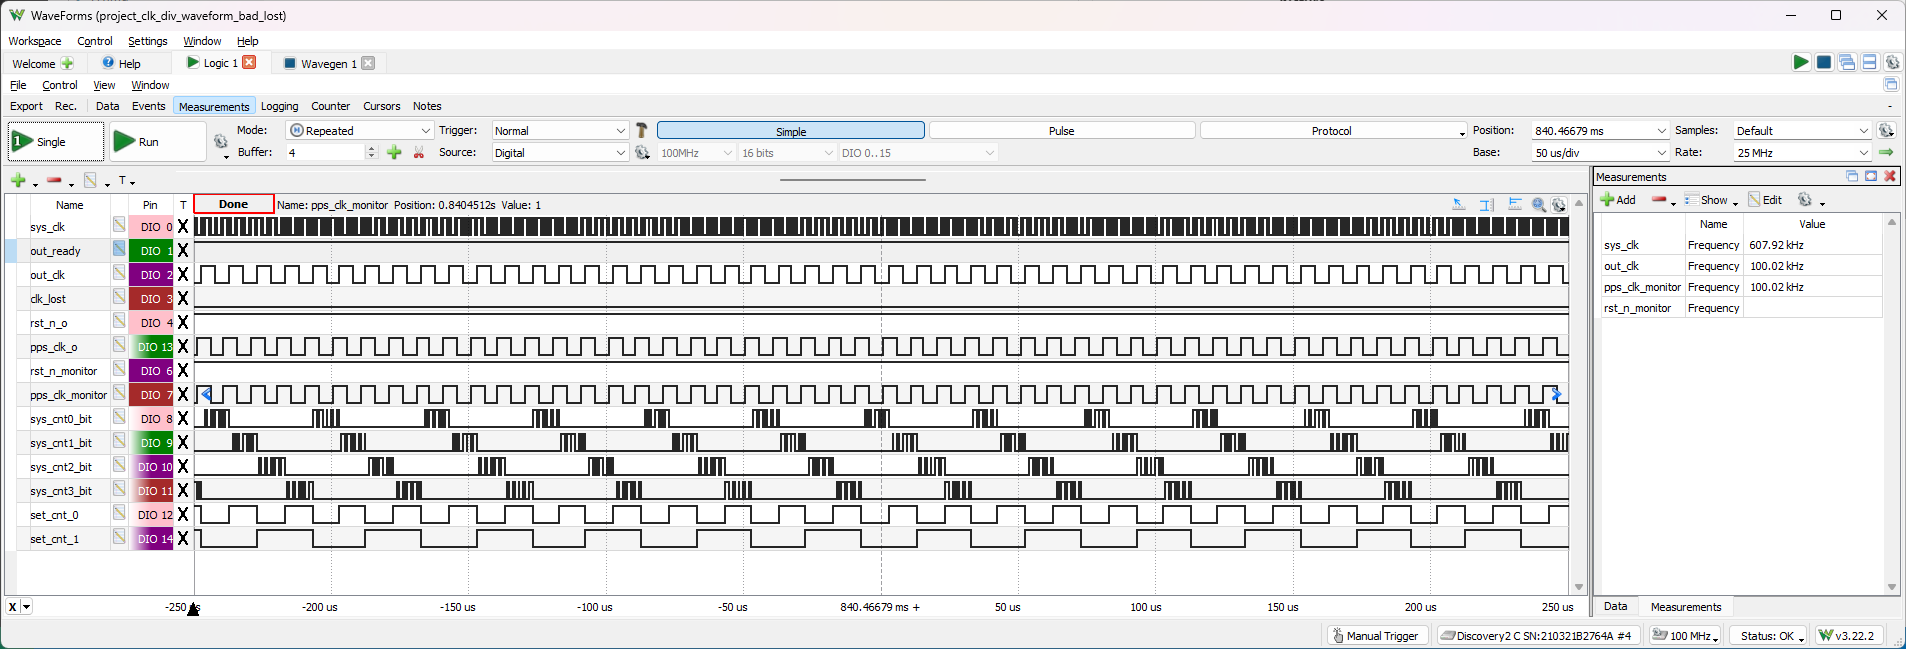 WaveForms (project_clk_div_waveform_bad_lost)
Workspace Control Settings Window Help
Welcome Help Logic 1 Wavegen 1
File Control View Window
Export Rec. Data Events Measurements Logging Counter Cursors Notes
1 Single Run Mode: Repeated Trigger: Normal Simple Pulse Protocol Position: 840.46679 ms Samples: Default
Buffer: 4 Source: Digital 100MHz 16 bits DIO 0..15 Base: 50 us/div Rate: 25 MHz
T
Measurements
Name Pin T Done Name: pps_clk_monitor Position: 0.8404512s Value: 1
Add Show Edit
Name Value
sys_clk DIO 0 X
out_ready DIO 1 X
out_clk DIO 2 X
clk_lost DIO 3 X
rst_n_o DIO 4 X
pps_clk_o DIO 13 X
rst_n_monitor DIO 6 X
pps_clk_monitor DIO 7 X
sys_cnt0_bit DIO 8 X
sys_cnt1_bit DIO 9 X
sys_cnt2_bit DIO 10 X
sys_cnt3_bit DIO 11 X
set_cnt_0 DIO 12 X
set_cnt_1 DIO 14 X
sys_clk Frequency 607.92 kHz
out_clk Frequency 100.02 kHz
pps_clk_monitor Frequency 100.02 kHz
rst_n_monitor Frequency
X -200 us -150 us -100 us -50 us 840.46679 ms + 50 us 100 us 150 us 200 us 250 us
Data Measurements
Manual Trigger Discovery2 C SN:210321B2764A #4 100 MHz Status: OK v3.22.2